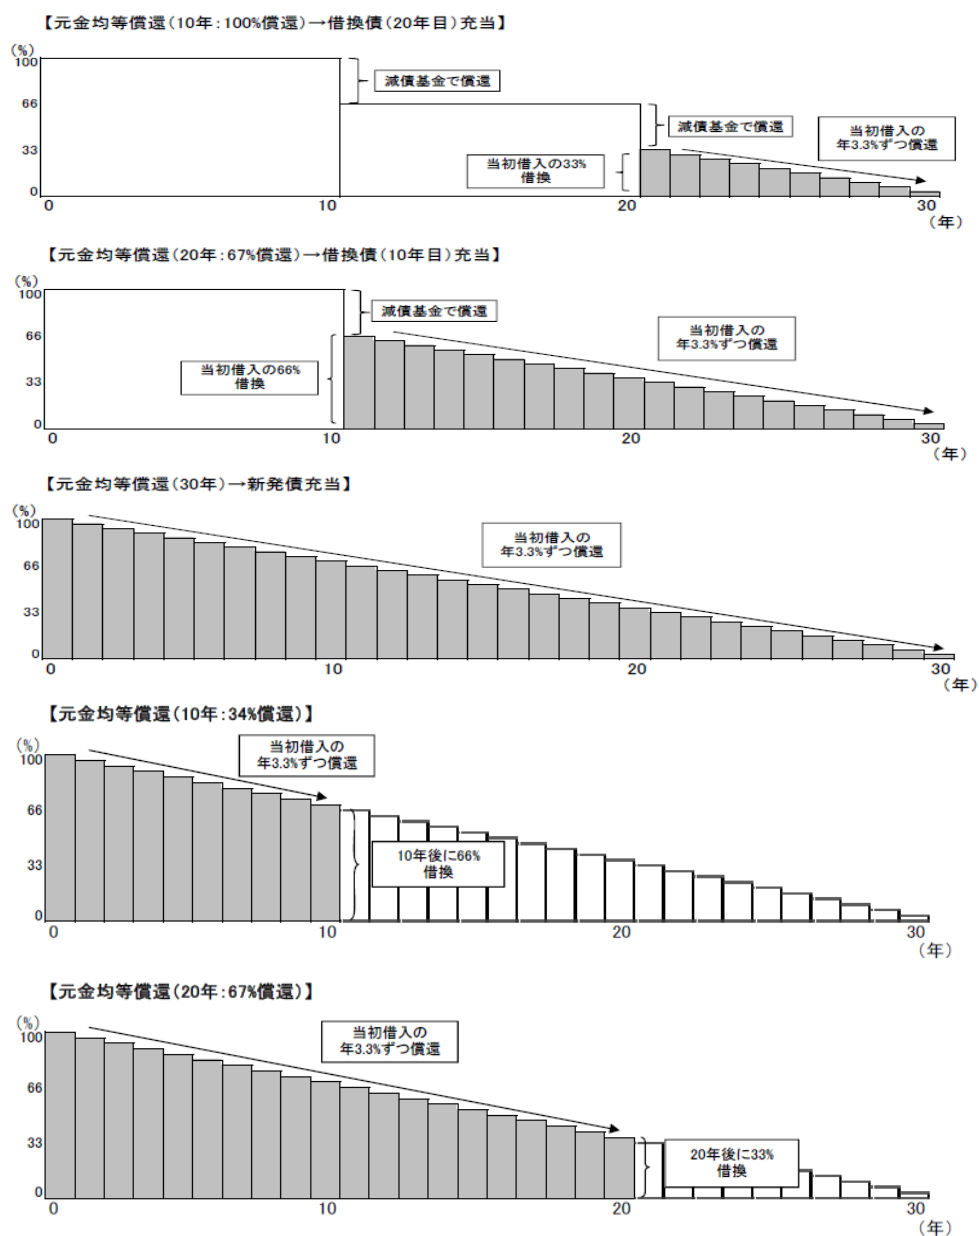 【元金均等償還(10年:100%償還)→借換債(20年目)充当】
(%)
100
減債基金で償還
66
減債基金で償還
当初借入の
年3.3%ずつ償還
33
当初借入の33%
借換
0
0
10
20
30
(年)
【元金均等償還(20年:67%償還)→借換債(10年目)充当】
(%)
100
減債基金で償還
当初借入の
年3.3%ずつ償還
66
当初借入の66%
借換
33
0
0
10
20
30
(年)
【元金均等償還(30年)→新発債充当】
(%)
100
当初借入の
年3.3%ずつ償還
66
33
0
0
10
20
30
(年)
【元金均等償還(10年:34%償還)】
(%)
100
当初借入の
年3.3%ずつ償還
66
10年後に66%
借換
33
0
0
10
20
30
(年)
【元金均等償還(20年:67%償還)】
(%)
100
当初借入の
年3.3%ずつ償還
66
33
20年後に33%
借換
0
0
10
20
30
(年)